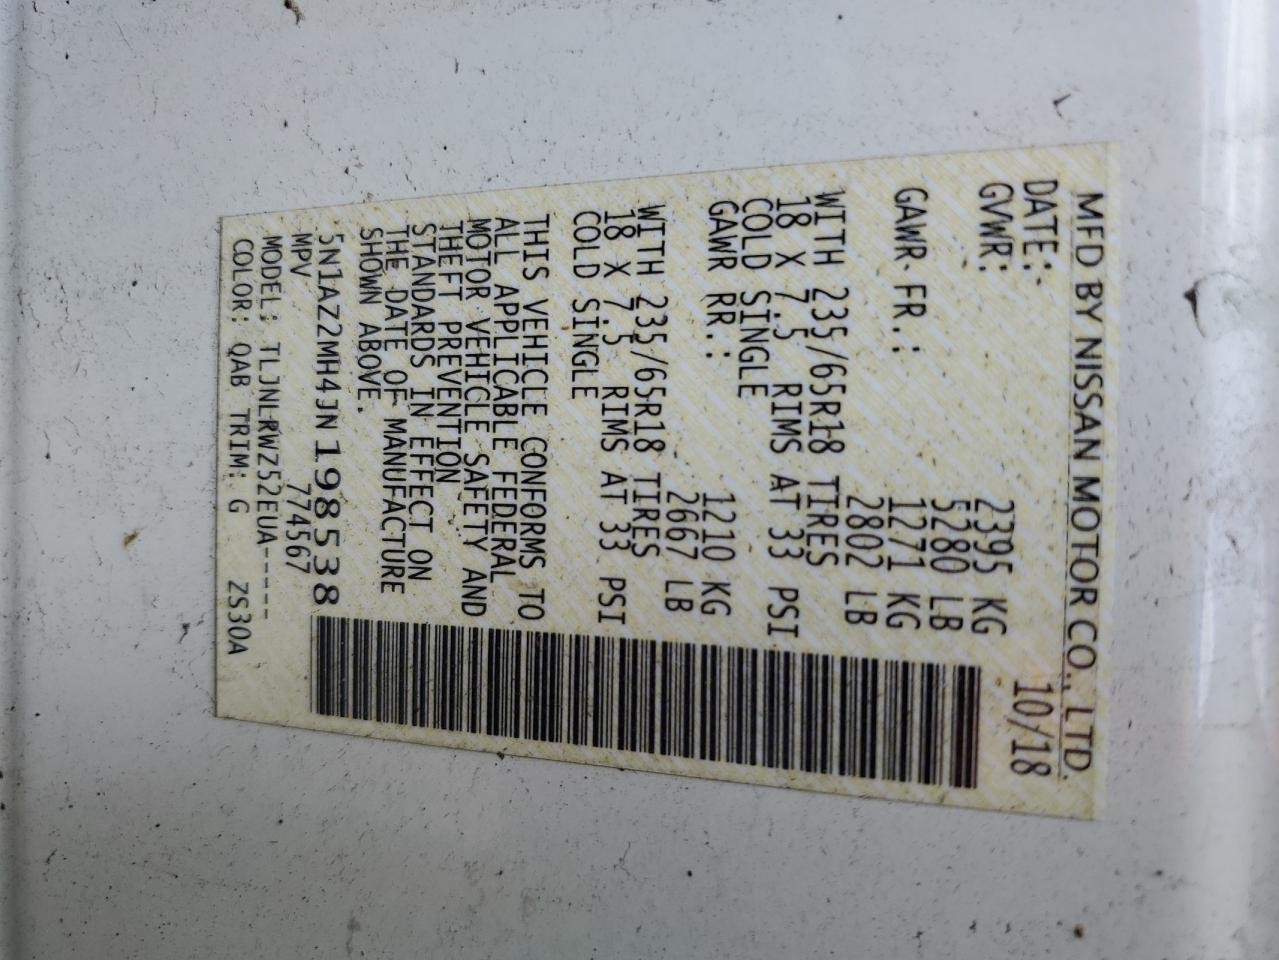 MFD BY NISSAN MOTOR CO., LTD.
DATE: 10/18
GVWR: 2395 KG
5280 LB
GAWR FR.: 1271 KG
2802 LB
WITH 235/65R18 TIRES
18 X 7.5 RIMS AT 33 PSI
COLD SINGLE
GAWR RR.: 1210 KG
2667 LB
WITH 235/65R18 TIRES
18 X 7.5 RIMS AT 33 PSI
COLD SINGLE
THIS VEHICLE CONFORMS TO
ALL APPLICABLE FEDERAL
MOTOR VEHICLE SAFETY AND
THEFT PREVENTION
STANDARDS IN EFFECT ON
THE DATE OF MANUFACTURE
SHOWN ABOVE.
5N1AZ2MH4JN198538
MPV 774567
MODEL: TLJNLRWZ52EUA-----
COLOR: QAB TRIM: G ZS30A